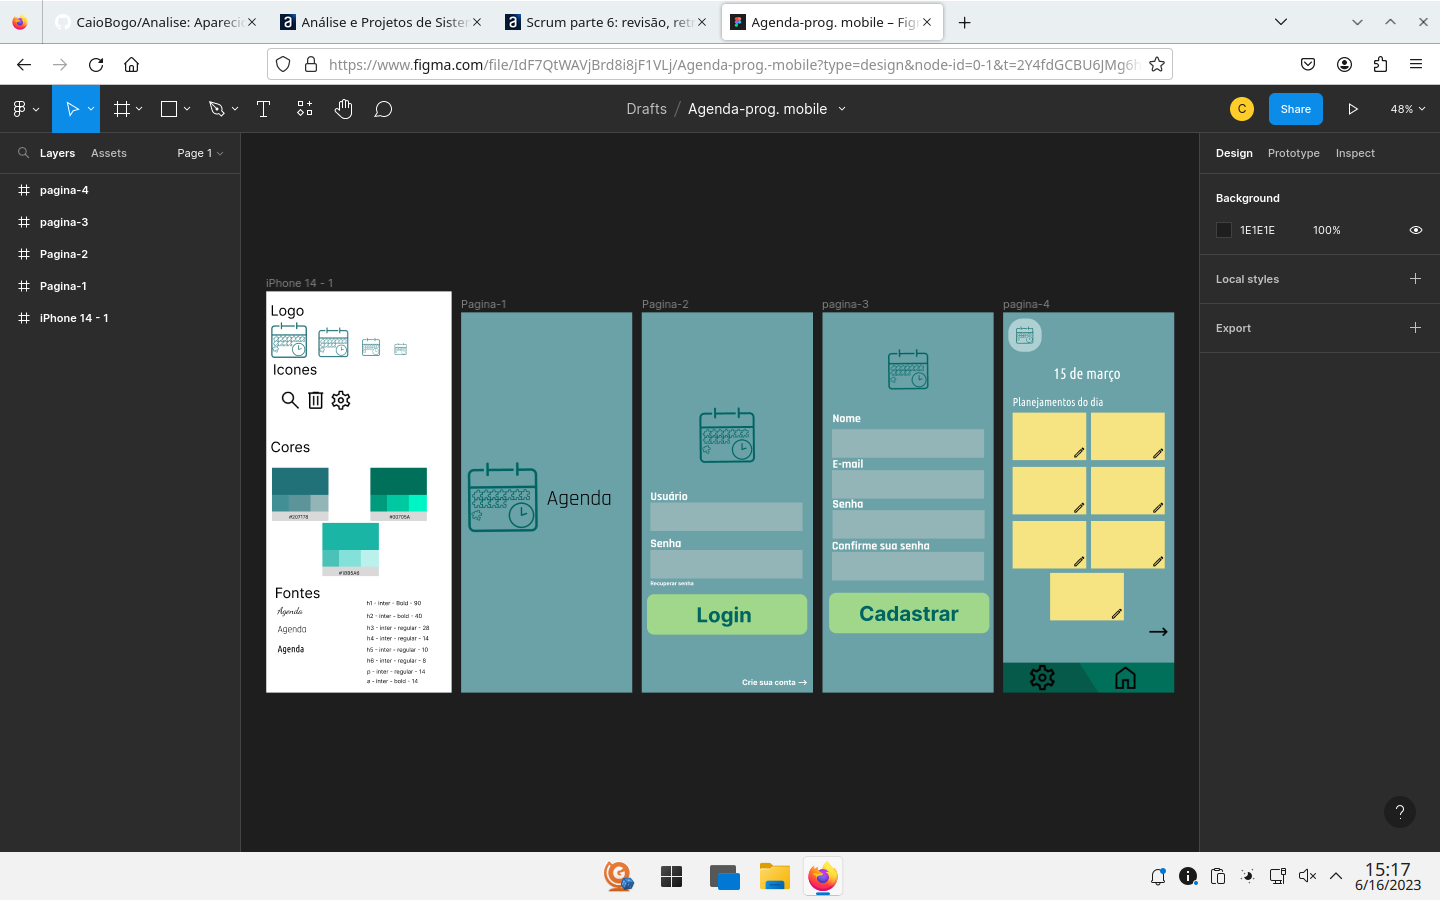 CaioBogo/Analise: Apareci
Análise e Projetos de Sister
Scrum parte 6: revisão, retr
Agenda-prog. mobile – Fig
https://www.figma.com/file/IdF7QtWAVjBrd8i8jF1VLj/Agenda-prog.-mobile?type=design&node-id=0-1&t=2Y4fdGCBU6JMg6h
Drafts / Agenda-prog. mobile
C
Share
48%
Layers
Assets
Page 1
Design
Prototype
Inspect
pagina-4
pagina-3
Pagina-2
Pagina-1
iPhone 14 - 1
Background
1E1E1E
100%
Local styles
Export
iPhone 14 - 1
Logo
Icones
Cores
#207178
#00705A
#1BB5A6
Fontes
Agenda
Agenda
Agenda
h1 - inter - Bold - 90
h2 - inter - bold - 40
h3 - inter - regular - 28
h4 - inter - regular - 14
h5 - inter - regular - 10
h6 - inter - regular - 8
p - inter - regular - 14
a - inter - bold - 14
Pagina-1
Agenda
Pagina-2
Usuário
Senha
Recuperar senha
Login
Crie sua conta →
pagina-3
Nome
E-mail
Senha
Confirme sua senha
Cadastrar
pagina-4
15 de março
Planejamentos do dia
?
15:17
6/16/2023